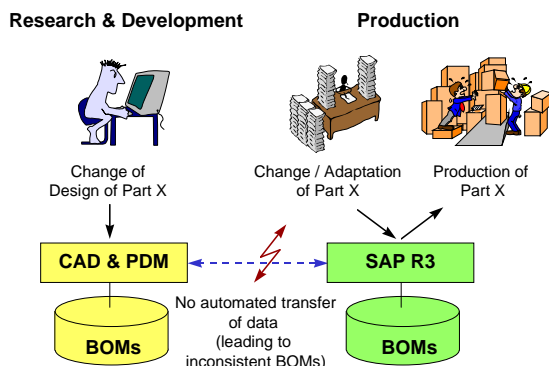 Research & Development
Production
Change of
Design of Part X
Change / Adaptation
of Part X
Production of
Part X
CAD & PDM
SAP R3
No automated transfer
of data
(leading to
inconsistent BOMs)
BOMs
BOMs